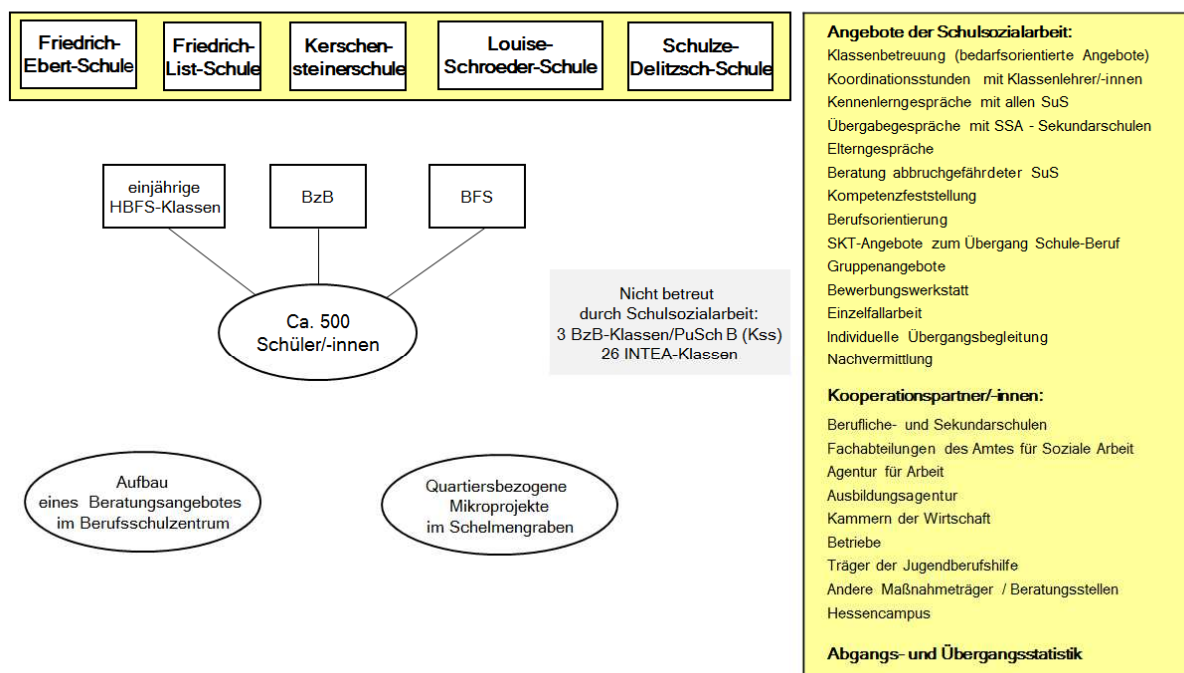 Friedrich-
Ebert-Schule
Friedrich-
List-Schule
Kerschen-
steinerschule
Louise-
Schroeder-Schule
Schulze-
Delitzsch-Schule
einjährige
HBFS-Klassen
BzB
BFS
Ca. 500
Schüler/-innen
Nicht betreut
durch Schulsozialarbeit:
3 BzB-Klassen/PuSch B (Kss)
26 INTEA-Klassen
Aufbau
eines Beratungsangebotes
im Berufsschulzentrum
Quartiersbezogene
Mikroprojekte
im Schelmengraben
Angebote der Schulsozialarbeit:
Klassenbetreuung (bedarfsorientierte Angebote)
Koordinationsstunden mit Klassenlehrer/-innen
Kennenlerngespräche mit allen SuS
Übergabegespräche mit SSA - Sekundarschulen
Elterngespräche
Beratung abbruchgefährdeter SuS
Kompetenzfeststellung
Berufsorientierung
SKT-Angebote zum Übergang Schule-Beruf
Gruppenangebote
Bewerbungswerkstatt
Einzelfallarbeit
Individuelle Übergangsbegleitung
Nachvermittlung
Kooperationspartner/-innen:
Berufliche- und Sekundarschulen
Fachabteilungen des Amtes für Soziale Arbeit
Agentur für Arbeit
Ausbildungsagentur
Kammern der Wirtschaft
Betriebe
Träger der Jugendberufshilfe
Andere Maßnahmeträger / Beratungsstellen
Hessencampus
Abgangs- und Übergangsstatistik